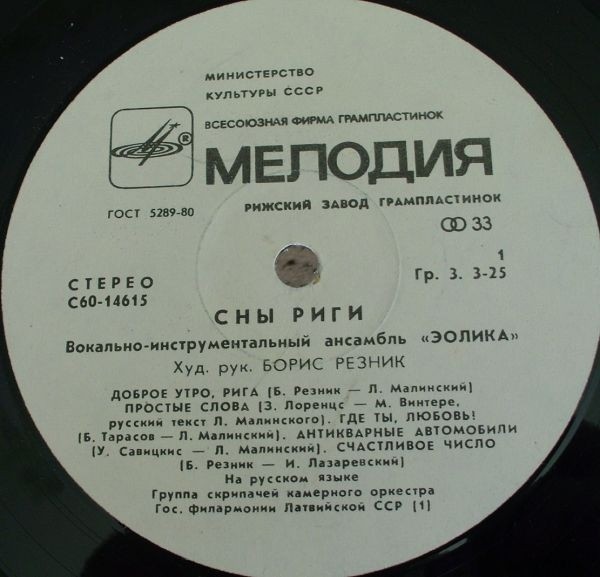 МИНИСТЕРСТВО
КУЛЬТУРЫ СССР
ВСЕСОЮЗНАЯ ФИРМА ГРАМПЛАСТИНОК
®
МЕЛОДИЯ
ГОСТ 5289-80
РИЖСКИЙ ЗАВОД ГРАМПЛАСТИНОК
33
СТЕРЕО
1
С60-14615
Гр. 3. 3-25
СНЫ РИГИ
Вокально-инструментальный ансамбль «ЭОЛИКА»
Худ. рук. БОРИС РЕЗНИК
ДОБРОЕ УТРО, РИГА (Б. Резник — Л. Малинский)
ПРОСТЫЕ СЛОВА (З. Лоренцс — М. Винтере,
русский текст Л. Малинского). ГДЕ ТЫ, ЛЮБОВЬ!
(Б. Тарасов — Л. Малинский). АНТИКВАРНЫЕ АВТОМОБИЛИ
(У. Савицкис — Л. Малинский). СЧАСТЛИВОЕ ЧИСЛО
(Б. Резник — И. Лазаревский)
На русском языке
Группа скрипачей камерного оркестра
Гос. филармонии Латвийской ССР (1)